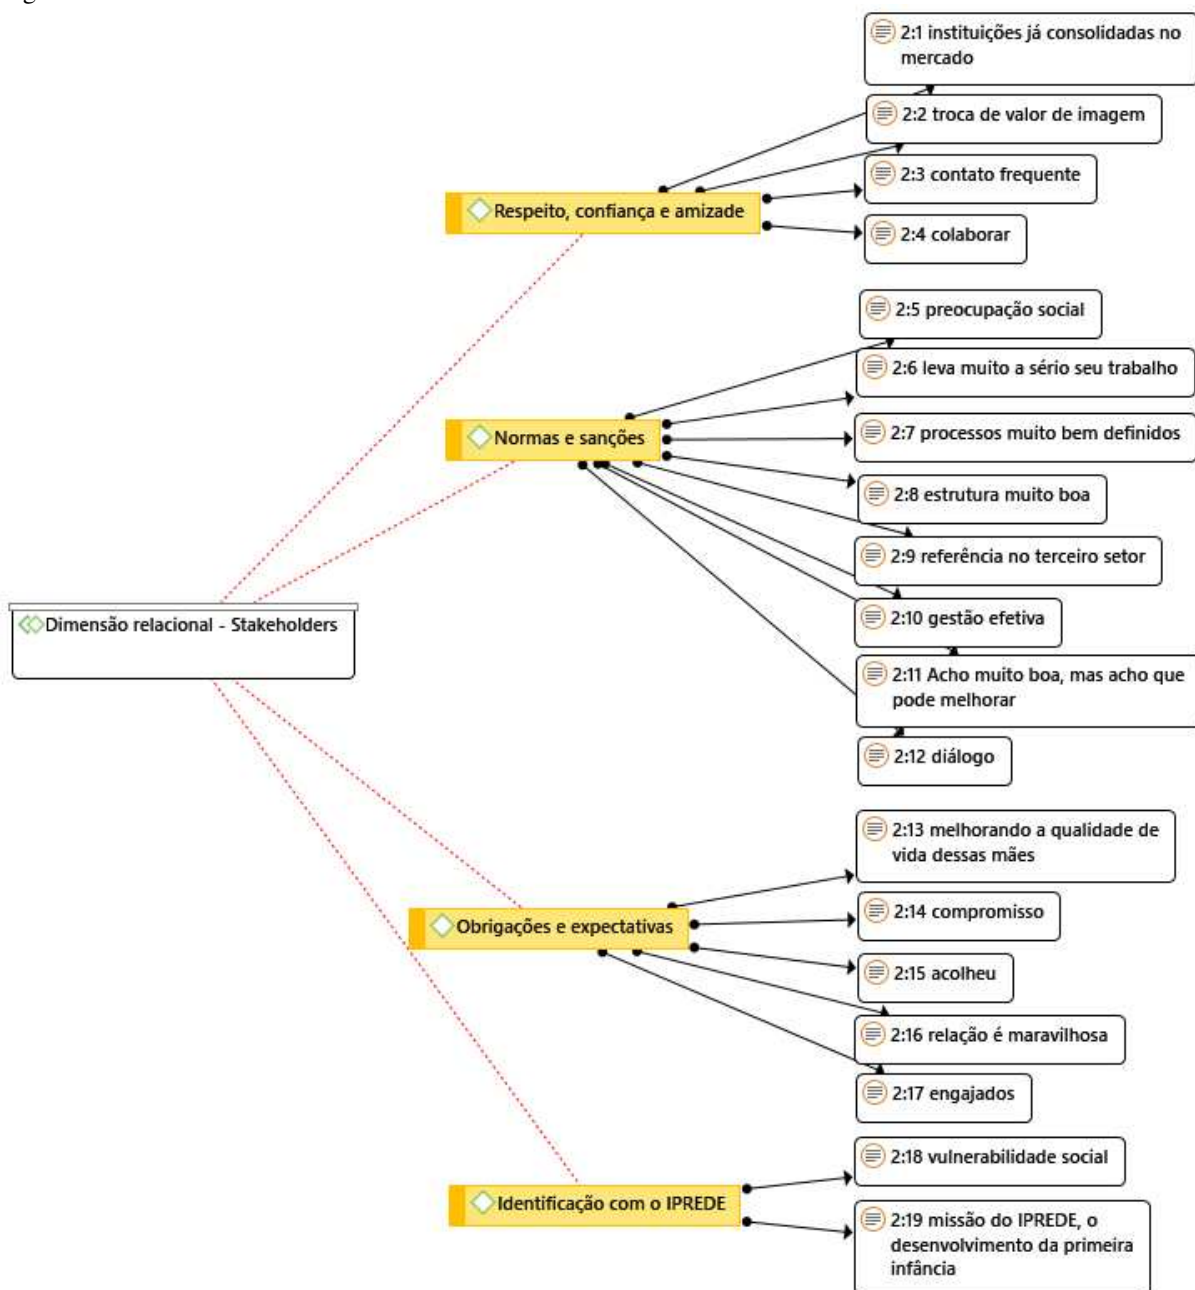 2:1 instituições já consolidadas no
mercado
2:2 troca de valor de imagem
2:3 contato frequente
Respeito, confiança e amizade
2:4 colaborar
2:5 preocupação social
2:6 leva muito a sério seu trabalho
Normas e sanções
2:7 processos muito bem definidos
2:8 estrutura muito boa
2:9 referência no terceiro setor
2:10 gestão efetiva
Dimensão relacional - Stakeholders
2:11 Acho muito boa, mas acho que
pode melhorar
2:12 diálogo
2:13 melhorando a qualidade de
vida dessas mães
2:14 compromisso
Obrigações e expectativas
2:15 acolheu
2:16 relação é maravilhosa
2:17 engajados
2:18 vulnerabilidade social
Identificação com o IPREDE
2:19 missão do IPREDE, o
desenvolvimento da primeira
infância